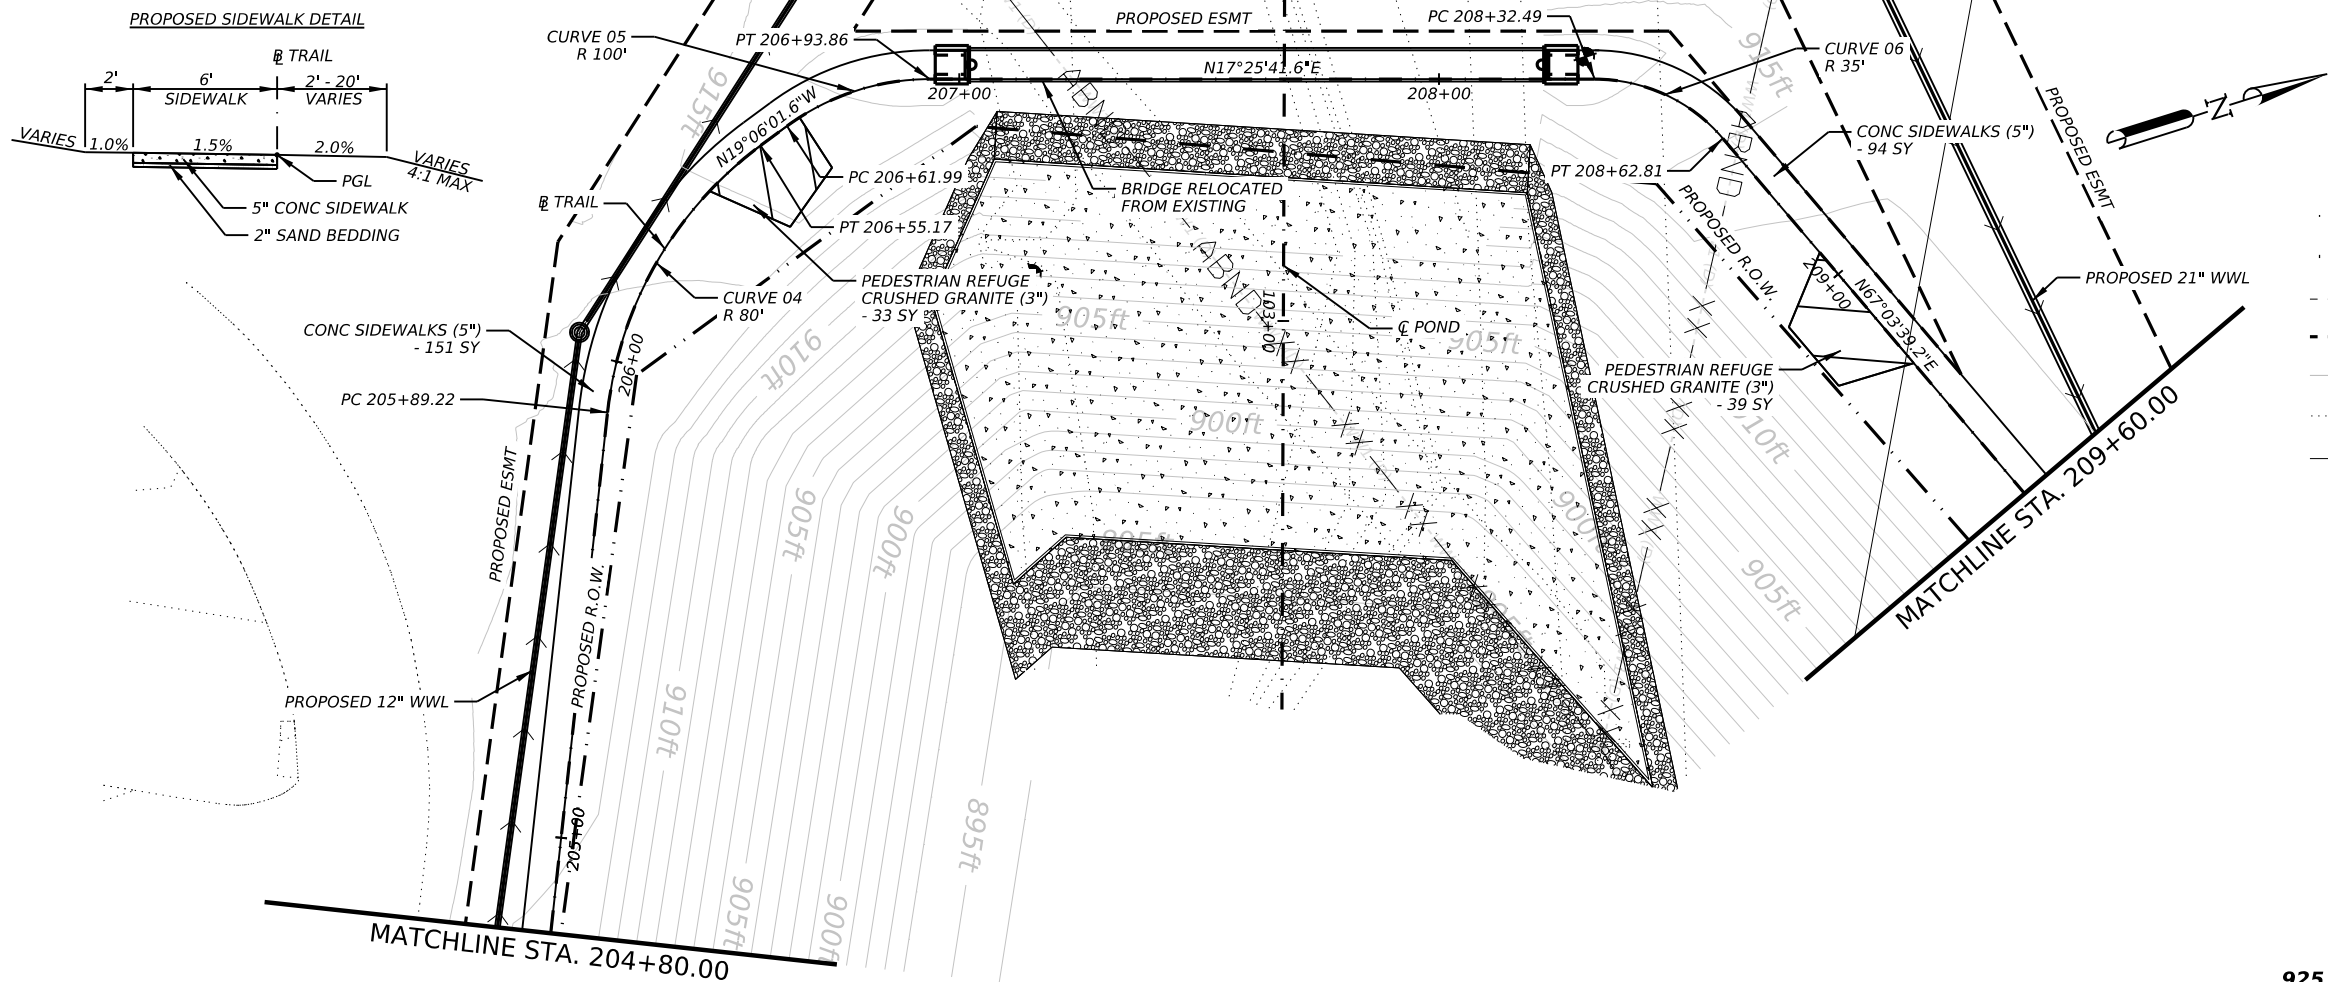 PROPOSED SIDEWALK DETAIL
B TRAIL
2'
6'
2' - 20'
SIDEWALK
VARIES
VARIES
1.0%
1.5%
2.0%
VARIES
4:1 MAX
PGL
5" CONC SIDEWALK
2" SAND BEDDING
CURVE 05
R 100'
PT 206+93.86
PROPOSED ESMT
PC 208+32.49
CURVE 06
R 35'
915ft
915ft
N17°25'41.6"E
207+00
208+00
N19°06'01.6"W
ABND
PROPOSED ESMT
N
CONC SIDEWALKS (5")
- 94 SY
PC 206+61.99
BRIDGE RELOCATED
FROM EXISTING
PT 208+62.81
ABND
B TRAIL
PT 206+55.17
PROPOSED R.O.W.
ABND
PEDESTRIAN REFUGE
CRUSHED GRANITE (3")
- 33 SY
CURVE 04
R 80'
209+00
N67°03'39.2"E
PROPOSED 21" WWL
103+00
905ft
CL POND
905ft
CONC SIDEWALKS (5")
- 151 SY
206+00
910ft
PEDESTRIAN REFUGE
CRUSHED GRANITE (3")
- 39 SY
PC 205+89.22
900ft
910ft
MATCHLINE STA. 209+60.00
PROPOSED ESMT
905ft
900ft
895ft
900ft
905ft
PROPOSED R.O.W.
PROPOSED 12" WWL
910ft
205+00
895ft
905ft
900ft
MATCHLINE STA. 204+80.00
925